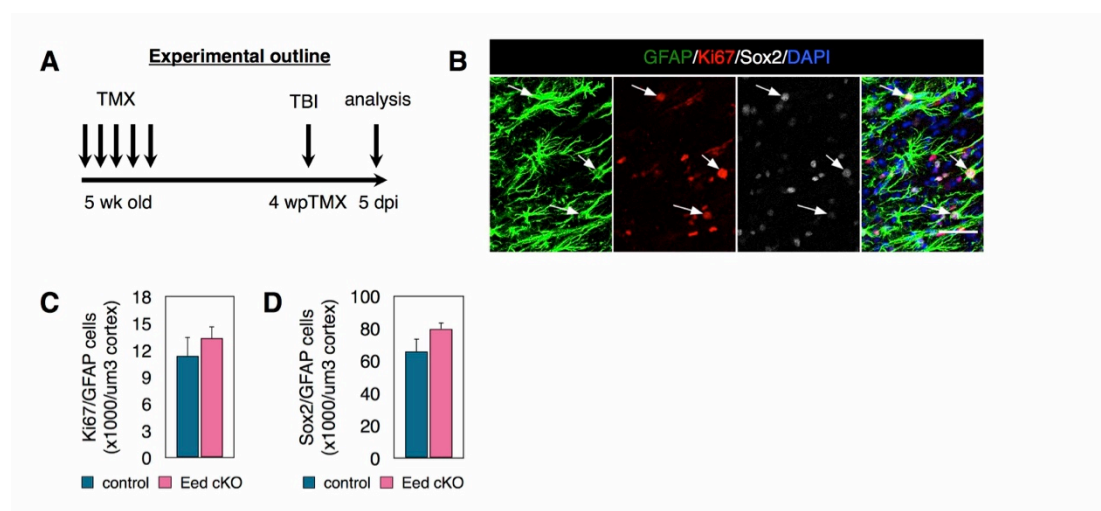 A
Experimental outline
TMX
TBI
analysis
5 wk old
4 wpTMX
5 dpi
B
GFAP/Ki67/Sox2/DAPI
C
Ki67/GFAP cells
(x1000/um3 cortex)
18
15
12
9
6
3
0
control
Eed cKO
D
Sox2/GFAP cells
(x1000/um3 cortex)
100
80
60
40
20
0
control
Eed cKO